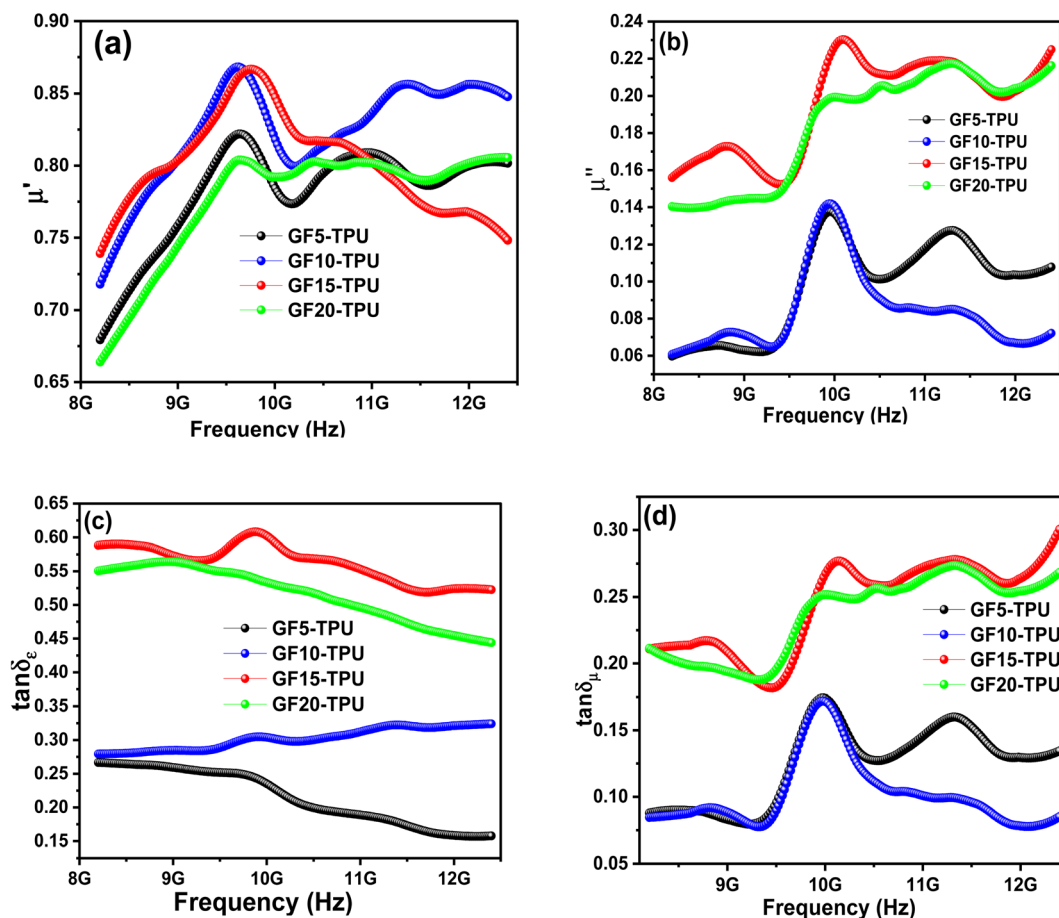 (a)
0.90
0.85
0.80
0.75
0.70
0.65
μ'
GF5-TPU
GF10-TPU
GF15-TPU
GF20-TPU
8G 9G 10G 11G 12G
Frequency (Hz)
(b)
0.24
0.22
0.20
0.18
0.16
0.14
0.12
0.10
0.08
0.06
μ''
GF5-TPU
GF10-TPU
GF15-TPU
GF20-TPU
8G 9G 10G 11G 12G
Frequency (Hz)
(c)
0.65
0.60
0.55
0.50
0.45
0.40
0.35
0.30
0.25
0.20
0.15
tanδε
GF5-TPU
GF10-TPU
GF15-TPU
GF20-TPU
8G 9G 10G 11G 12G
Frequency (Hz)
(d)
0.30
0.25
0.20
0.15
0.10
0.05
tanδμ
GF5-TPU
GF10-TPU
GF15-TPU
GF20-TPU
9G 10G 11G 12G
Frequency (Hz)